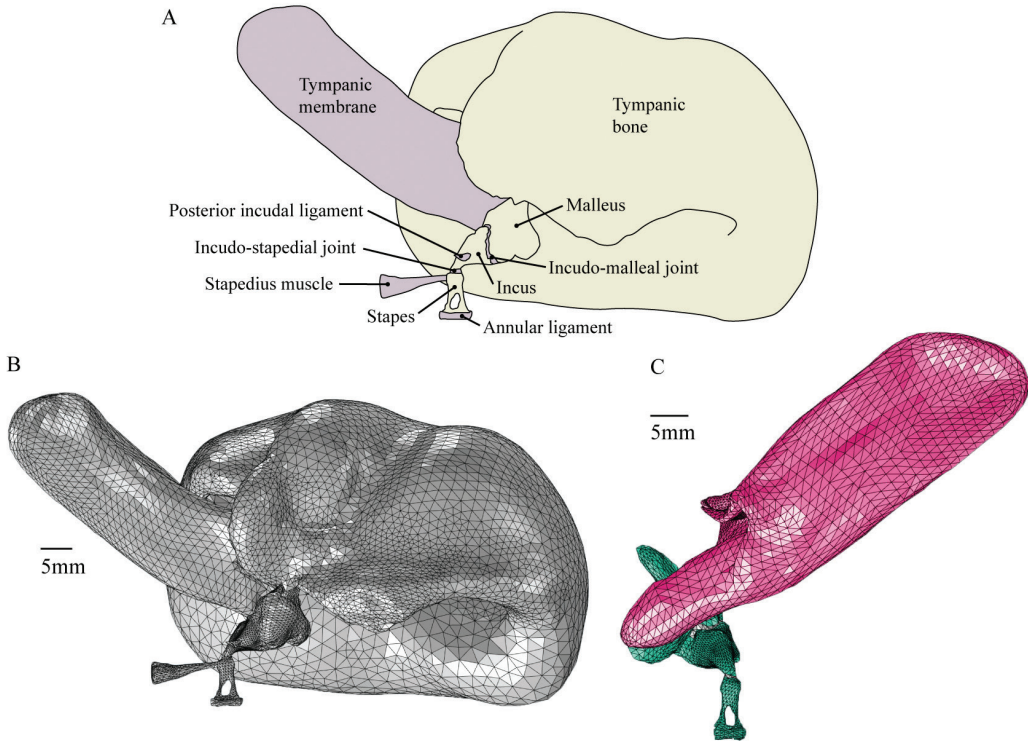 A
Tympanic
membrane
Tympanic
bone
Posterior incudal ligament
Malleus
Incudo-stapedial joint
Incudo-malleal joint
Stapedius muscle
Incus
Stapes
Annular ligament
B
C
5mm
5mm